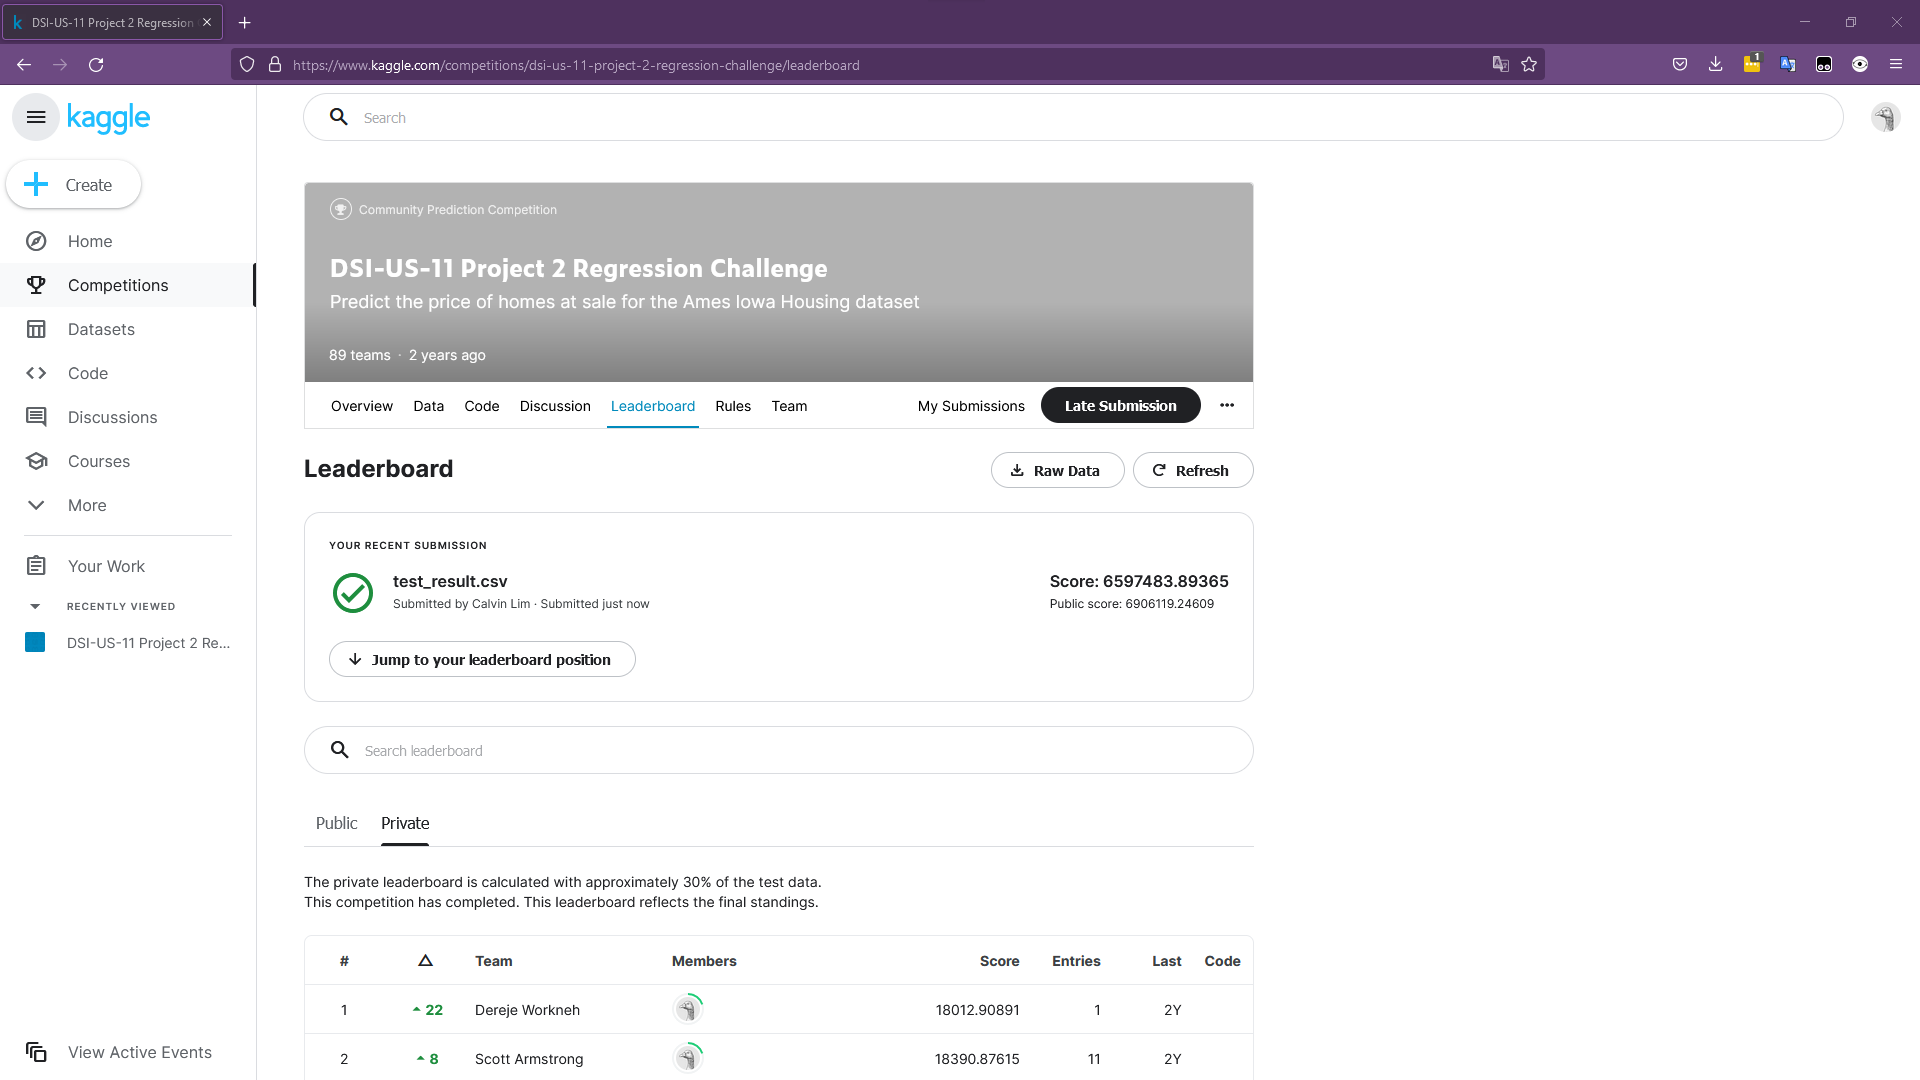 DSI-US-11 Project 2 Regression
https://www.kaggle.com/competitions/dsi-us-11-project-2-regression-challenge/leaderboard
1
kaggle
Search
Create
Home
Competitions
Datasets
Code
Discussions
Courses
More
Your Work
RECENTLY VIEWED
DSI-US-11 Project 2 Re...
View Active Events
Community Prediction Competition
DSI-US-11 Project 2 Regression Challenge
Predict the price of homes at sale for the Ames Iowa Housing dataset
89 teams · 2 years ago
Overview Data Code Discussion Leaderboard Rules Team My Submissions Late Submission
Leaderboard
Raw Data Refresh
YOUR RECENT SUBMISSION
test_result.csv Score: 6597483.89365
Submitted by Calvin Lim · Submitted just now Public score: 6906119.24609
Jump to your leaderboard position
Search leaderboard
Public Private
The private leaderboard is calculated with approximately 30% of the test data.
This competition has completed. This leaderboard reflects the final standings.
# △ Team Members Score Entries Last Code
1 22 Dereje Workneh 18012.90891 1 2Y
2 8 Scott Armstrong 18390.87615 11 2Y